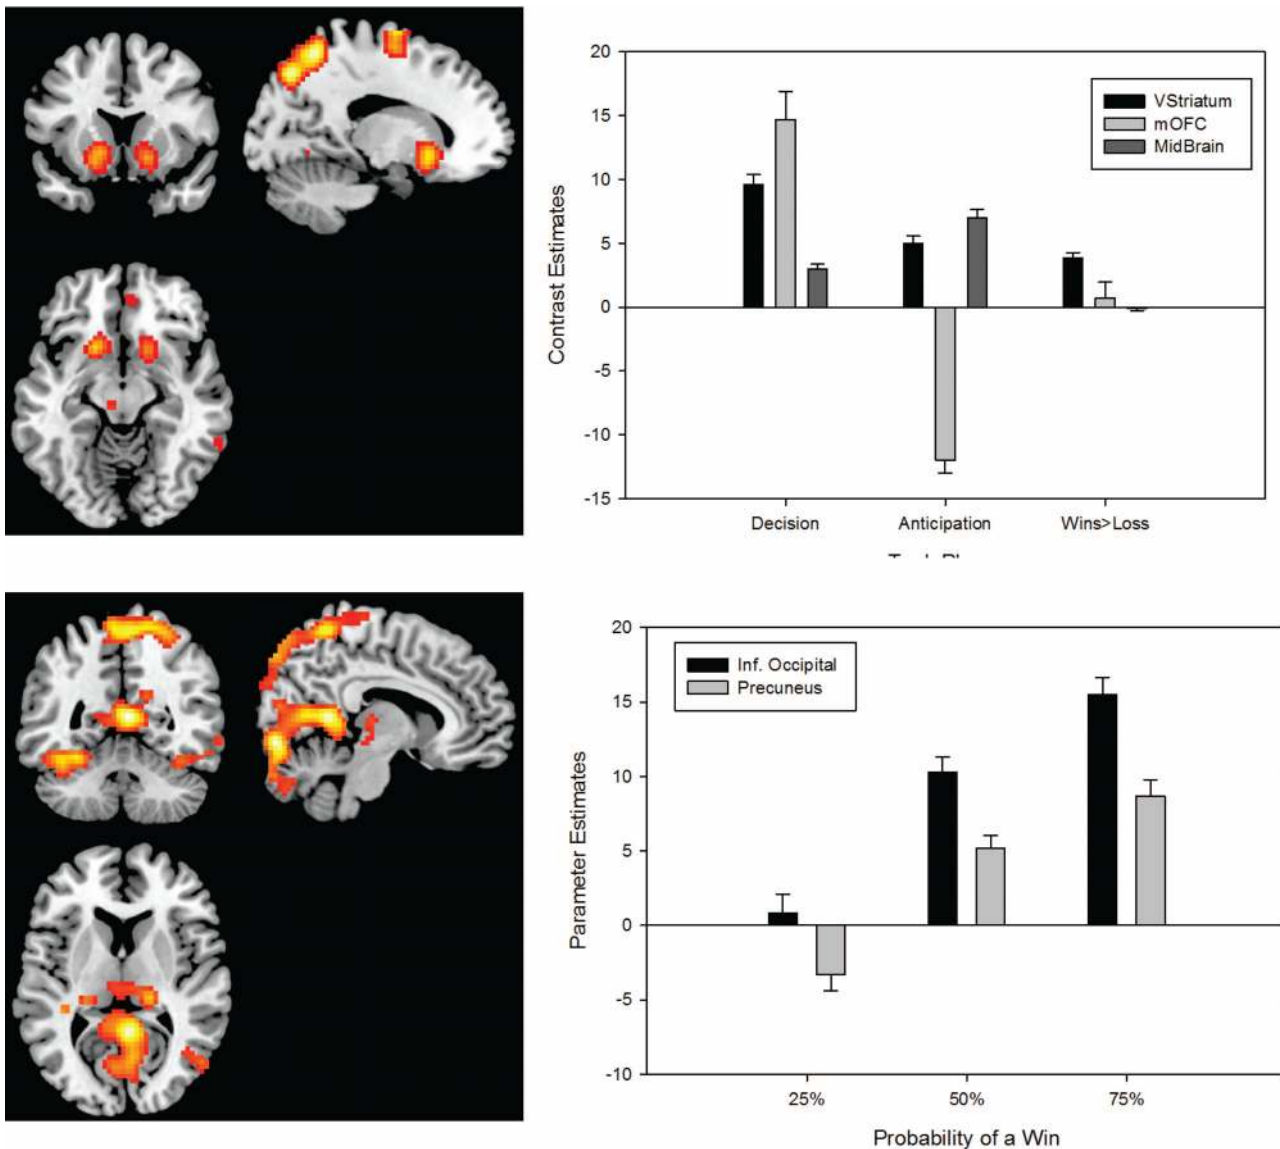 20
15
10
5
0
-5
-10
-15
Contrast Estimates
VStriatum
mOFC
MidBrain
Decision Anticipation Wins>Loss
20
15
10
5
0
-5
-10
Parameter Estimates
Inf. Occipital
Precuneus
25% 50% 75%
Probability of a Win